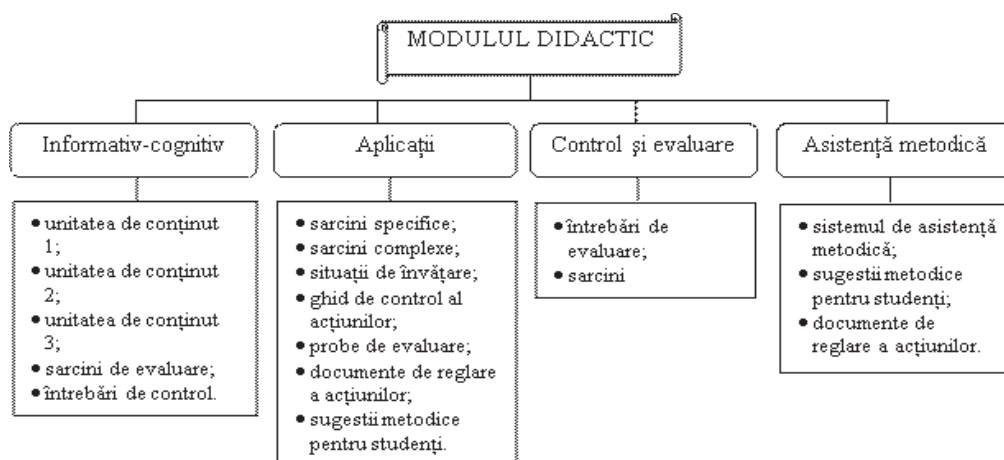 MODULUL DIDACTIC
Informativ-cognitiv
• unitatea de conținut
1;
• unitatea de conținut
2;
• unitatea de conținut
3;
• sarcini de evaluare;
• întrebări de control.
Aplicații
• sarcini specifice;
• sarcini complexe;
• situații de învățare;
• ghid de control al
acțiunilor;
• probe de evaluare;
• documente de reglare
a acțiunilor;
• sugestii metodice
pentru studenți.
Control și evaluare
• întrebări de
evaluare;
• sarcini
Asistență metodică
• sistemul de asistență
metodică;
• sugestii metodice
pentru studenți;
• documente de
reglare a acțiunilor.